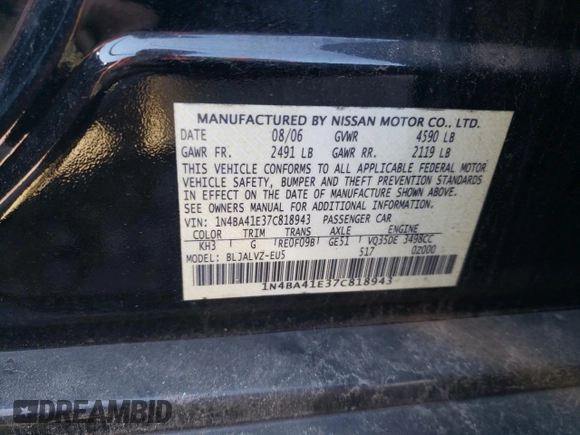 MANUFACTURED BY NISSAN MOTOR CO., LTD.
DATE 08/06 GVWR 4590 LB
GAWR FR. 2491 LB GAWR RR. 2119 LB
THIS VEHICLE CONFORMS TO ALL APPLICABLE FEDERAL MOTOR
VEHICLE SAFETY, BUMPER AND THEFT PREVENTION STANDARDS
IN EFFECT ON THE DATE OF MANUFACTURE SHOWN ABOVE.
SEE OWNERS MANUAL FOR ADDITIONAL INFORMATION.
VIN: 1N4BA41E37C818943 PASSENGER CAR
COLOR TRIM TRANS AXLE ENGINE
KH3 G RE0F09B GE51 VQ35DE 3498CC
MODEL: BLJALVZ-EU5 517 02000
1N4BA41E37C818943
DREAMBID